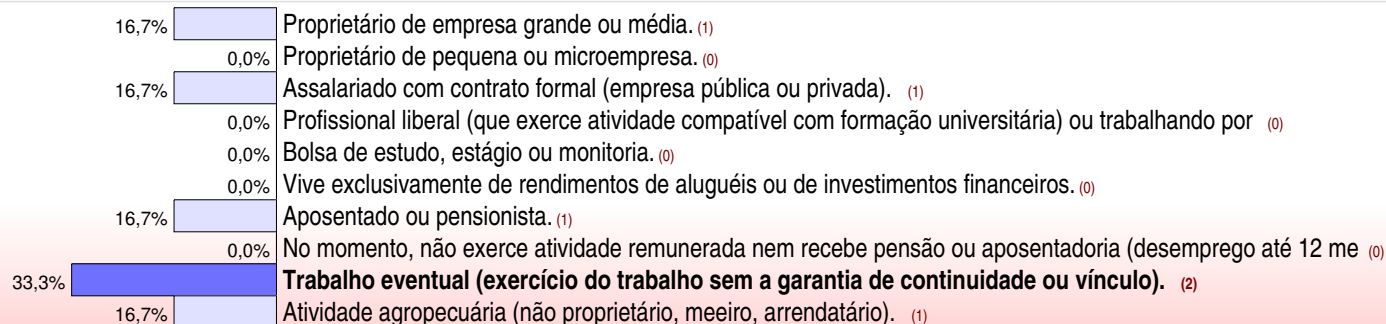 16,7% Proprietário de empresa grande ou média. (1)
0,0% Proprietário de pequena ou microempresa. (0)
16,7% Assalariado com contrato formal (empresa pública ou privada). (1)
0,0% Profissional liberal (que exerce atividade compatível com formação universitária) ou trabalhando por (0)
0,0% Bolsa de estudo, estágio ou monitoria. (0)
0,0% Vive exclusivamente de rendimentos de aluguéis ou de investimentos financeiros. (0)
16,7% Aposentado ou pensionista. (1)
0,0% No momento, não exerce atividade remunerada nem recebe pensão ou aposentadoria (desemprego até 12 me (0)
33,3% Trabalho eventual (exercício do trabalho sem a garantia de continuidade ou vínculo). (2)
16,7% Atividade agropecuária (não proprietário, meeiro, arrendatário). (1)